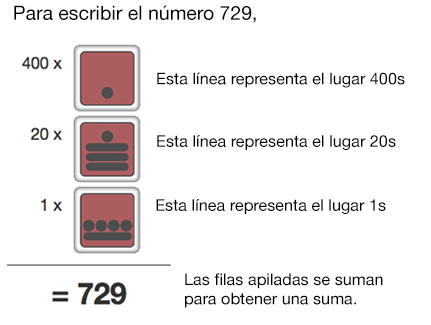 Para escribir el número 729,
400 x
Esta línea representa el lugar 400s
20 x
Esta línea representa el lugar 20s
1 x
Esta línea representa el lugar 1s
= 729
Las filas apiladas se suman
para obtener una suma.